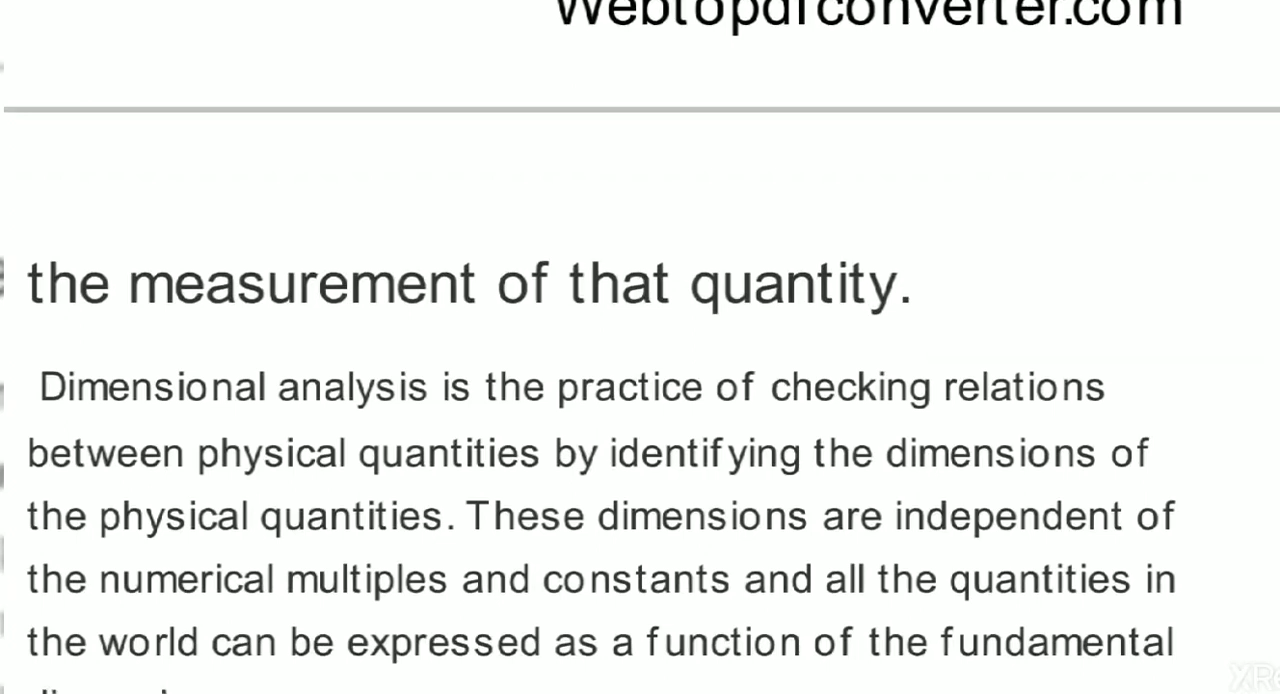 Webtopdfconverter.com
the measurement of that quantity.
Dimensional analysis is the practice of checking relations
between physical quantities by identifying the dimensions of
the physical quantities. These dimensions are independent of
the numerical multiples and constants and all the quantities in
the world can be expressed as a function of the fundamental